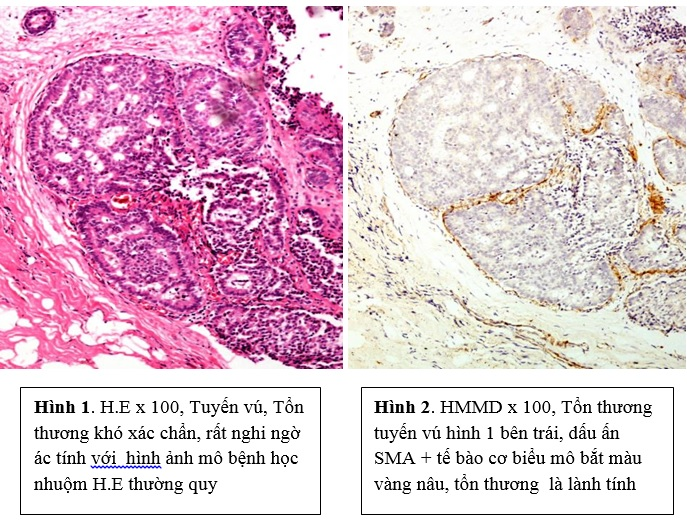 Hình 1. H.E x 100, Tuyến vú, Tổn
thương khó xác chẩn, rất nghi ngờ
ác tính với hình ảnh mô bệnh học
nhuộm H.E thường quy
Hình 2. HMMD x 100, Tổn thương
tuyến vú hình 1 bên trái, dấu ấn
SMA + tế bào cơ biểu mô bắt màu
vàng nâu, tổn thương là lành tính